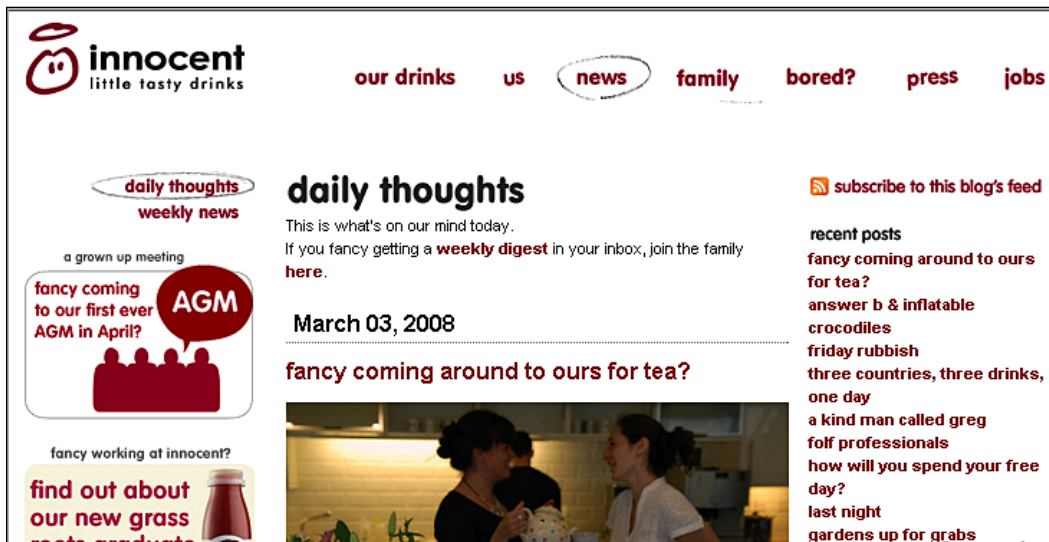 innocent
little tasty drinks
our drinks
us
news
family
bored?
press
jobs
daily thoughts
weekly news
a grown up meeting
fancy coming
to our first ever
AGM in April?
AGM
fancy working at innocent?
find out about
our new grass
roots graduate
daily thoughts
This is what's on our mind today.
If you fancy getting a weekly digest in your inbox, join the family
here.
March 03, 2008
fancy coming around to ours for tea?
subscribe to this blog's feed
recent posts
fancy coming around to ours
for tea?
answer b & inflatable
crocodiles
friday rubbish
three countries, three drinks,
one day
a kind man called greg
folf professionals
how will you spend your free
day?
last night
gardens up for grabs